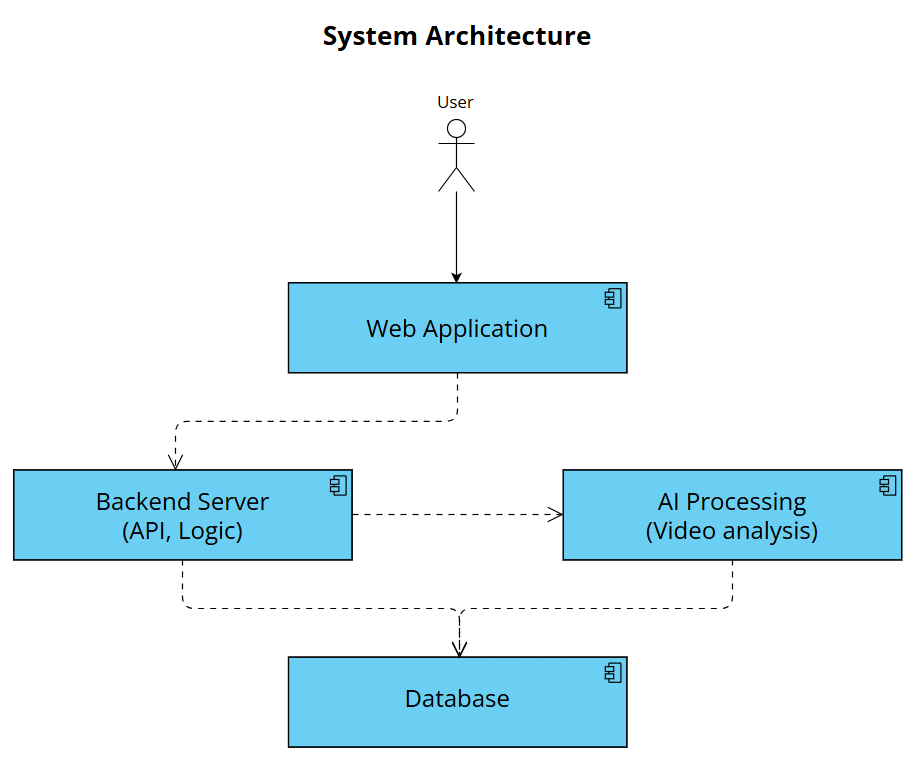 System Architecture
User
Web Application
Backend Server
(API, Logic)
AI Processing
(Video analysis)
Database